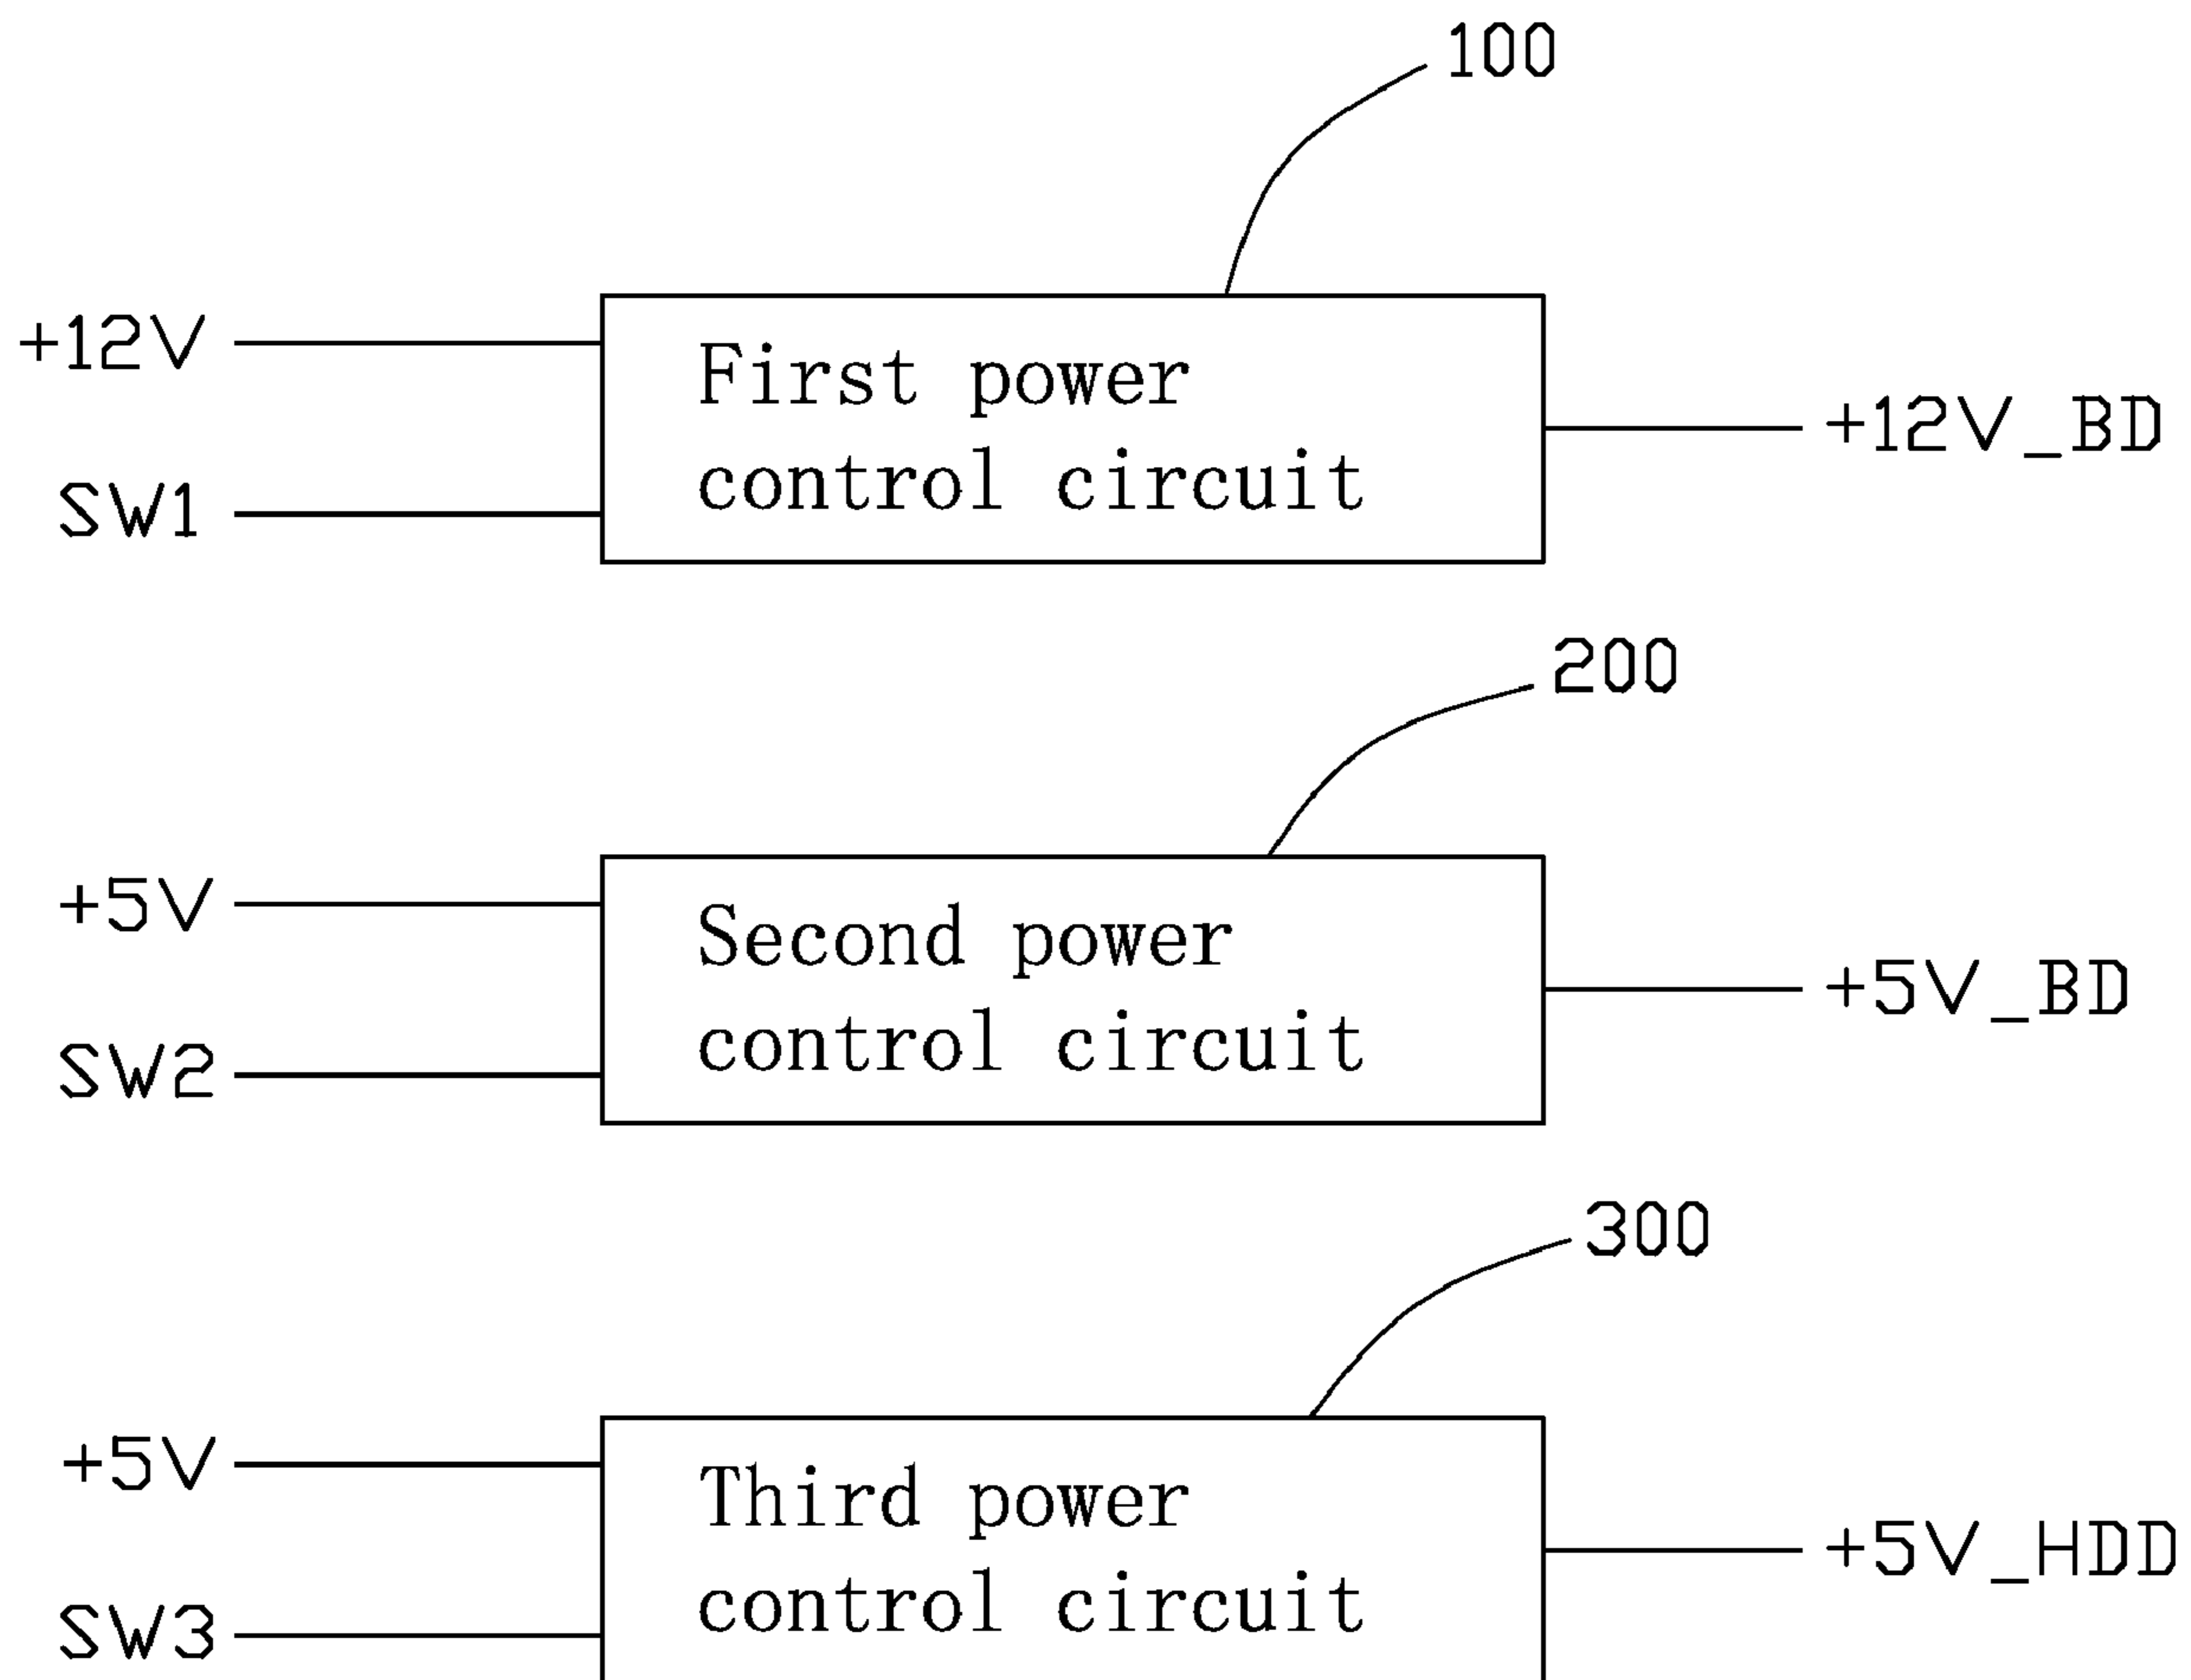 100
+12V
First power
+12V_BD
control circuit
SW1
200
+5V
Second power
+5V_BD
control circuit
SW2
300
+5V
Third power
+5V_HDD
control circuit
SW3